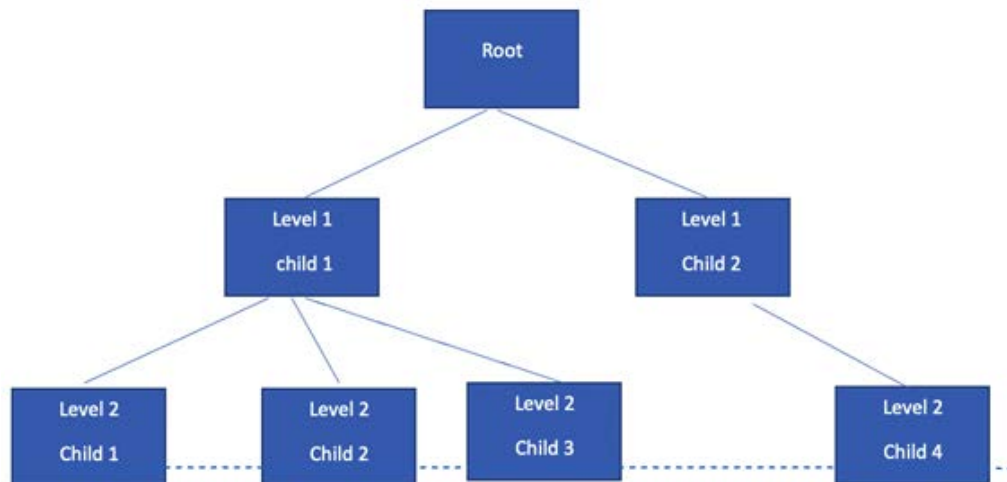 Root
Level 1
child 1
Level 1
Child 2
Level 2
Child 1
Level 2
Child 2
Level 2
Child 3
Level 2
Child 4